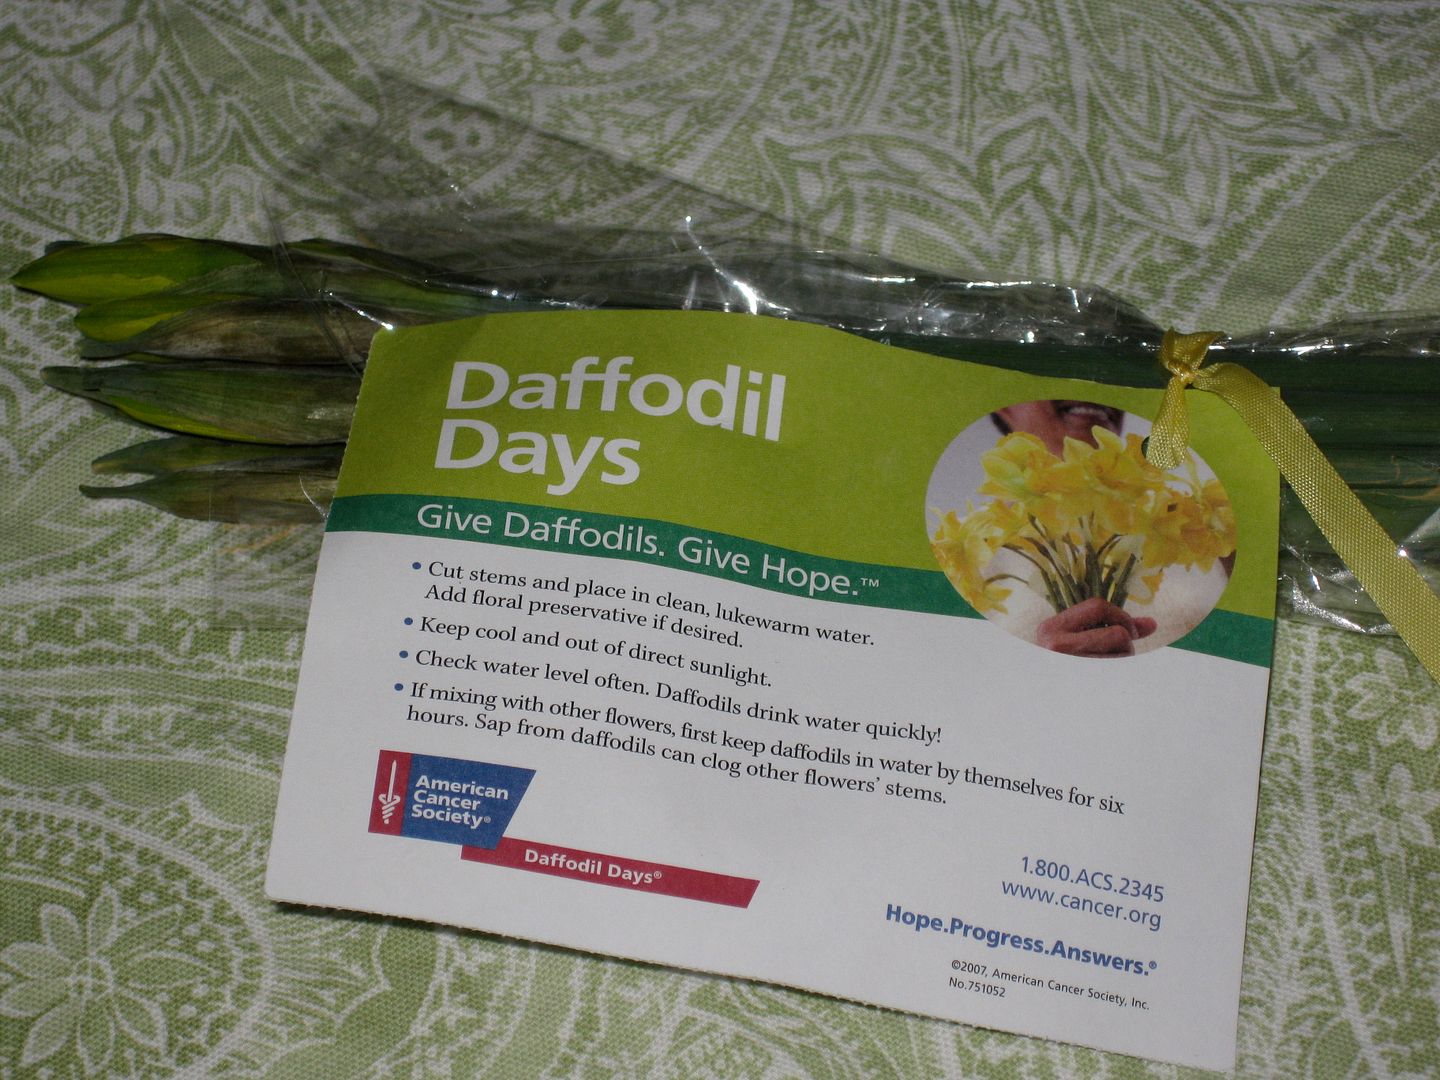 Daffodil
Days
Give Daffodils. Give Hope.™
• Cut stems and place in clean, lukewarm water.
Add floral preservative if desired.
• Keep cool and out of direct sunlight.
• Check water level often. Daffodils drink water quickly!
• If mixing with other flowers, first keep daffodils in water by themselves for six
hours. Sap from daffodils can clog other flowers' stems.
American
Cancer
Society®
Daffodil Days®
1.800.ACS.2345
www.cancer.org
Hope.Progress.Answers.®
©2007, American Cancer Society, Inc.
No.751052